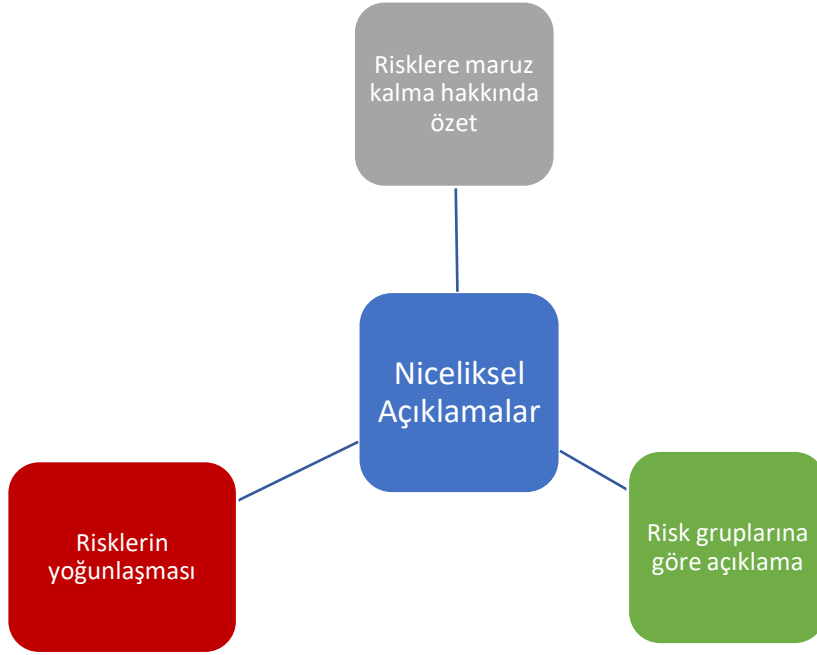 Risklere maruz
kalma hakkında
özet
Niceliksel
Açıklamalar
Risklerin
yoğunlaşması
Risk gruplarına
göre açıklama